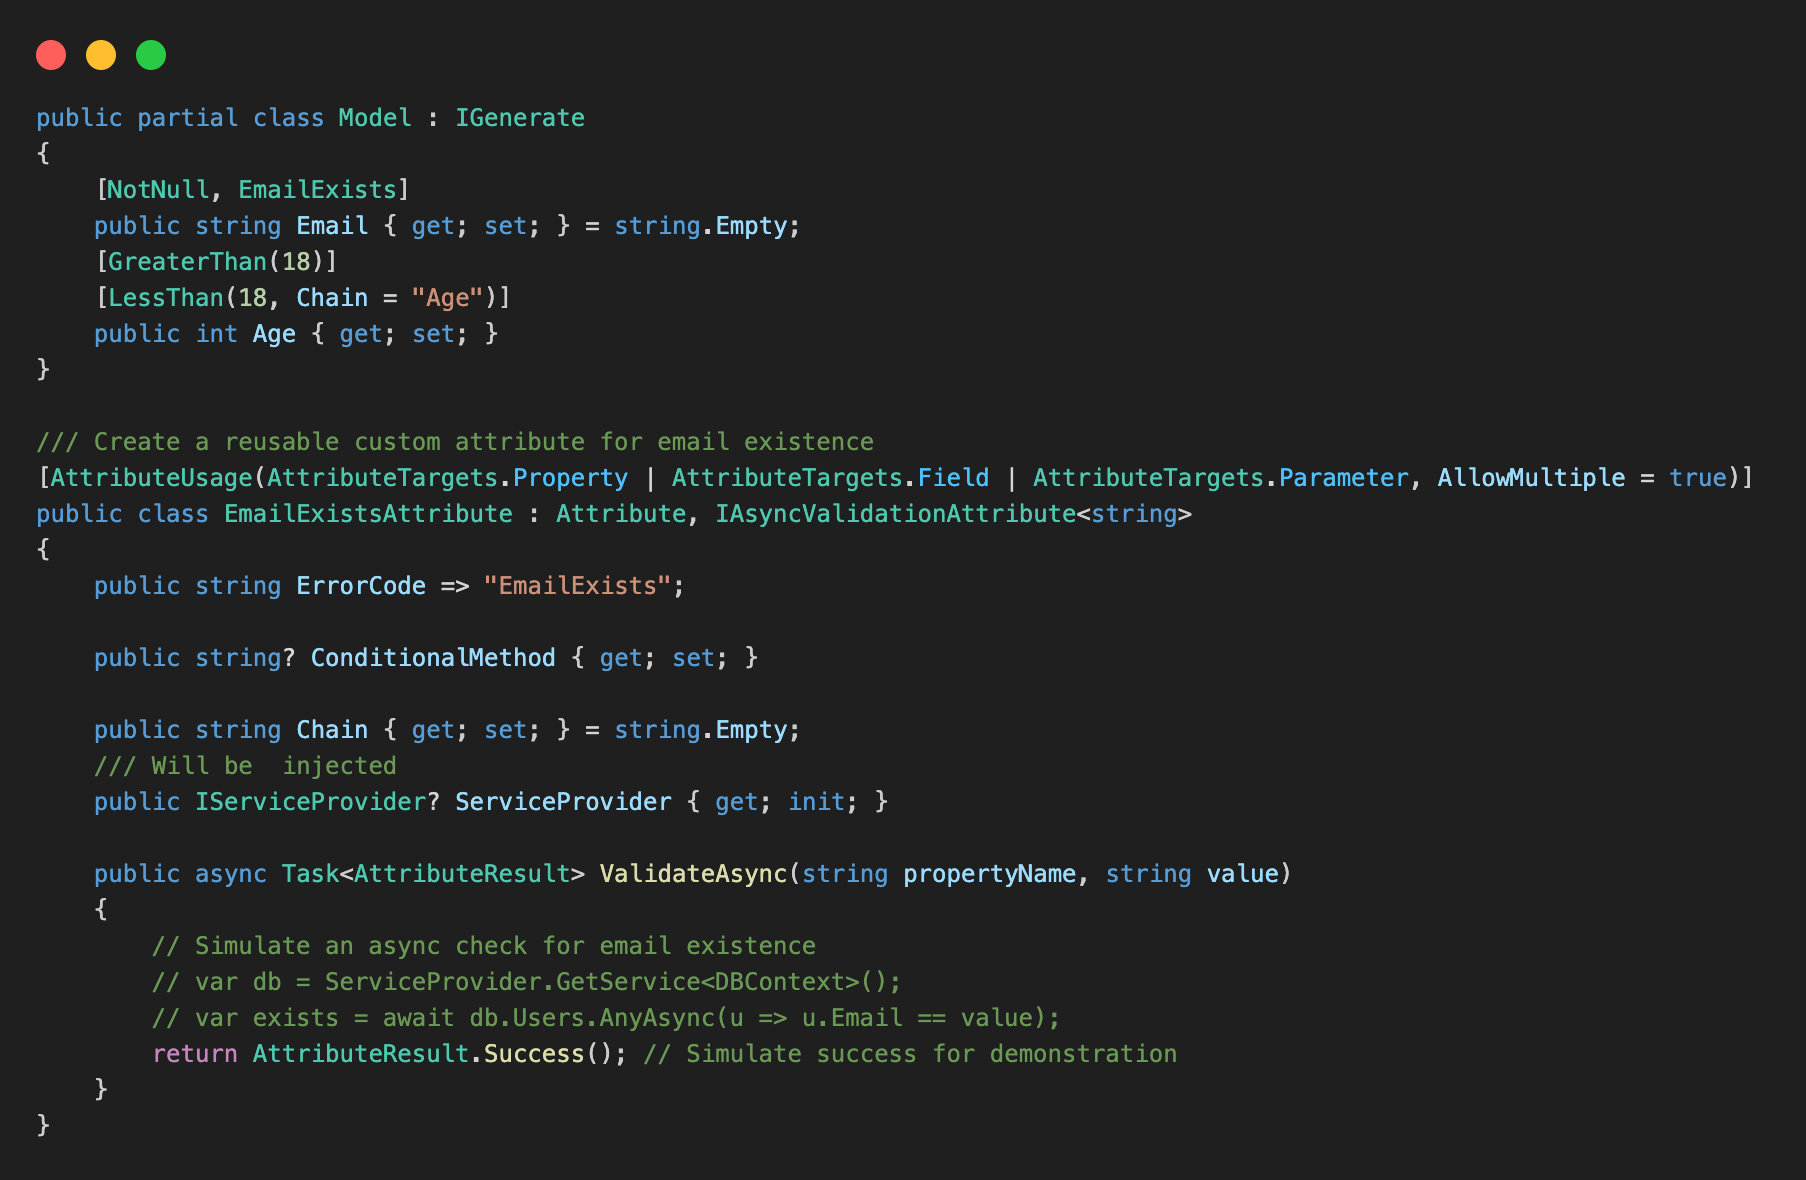 public partial class Model : IGenerate
{
    [NotNull, EmailExists]
    public string Email { get; set; } = string.Empty;
    [GreaterThan(18)]
    [LessThan(18, Chain = "Age")]
    public int Age { get; set; }
}

/// Create a reusable custom attribute for email existence
[AttributeUsage(AttributeTargets.Property | AttributeTargets.Field | AttributeTargets.Parameter, AllowMultiple = true)]
public class EmailExistsAttribute : Attribute, IAsyncValidationAttribute<string>
{
    public string ErrorCode => "EmailExists";

    public string? ConditionalMethod { get; set; }

    public string Chain { get; set; } = string.Empty;
    /// Will be  injected
    public IServiceProvider? ServiceProvider { get; init; }

    public async Task<AttributeResult> ValidateAsync(string propertyName, string value)
    {
        // Simulate an async check for email existence
        // var db = ServiceProvider.GetService<DBContext>();
        // var exists = await db.Users.AnyAsync(u => u.Email == value);
        return AttributeResult.Success(); // Simulate success for demonstration
    }
}